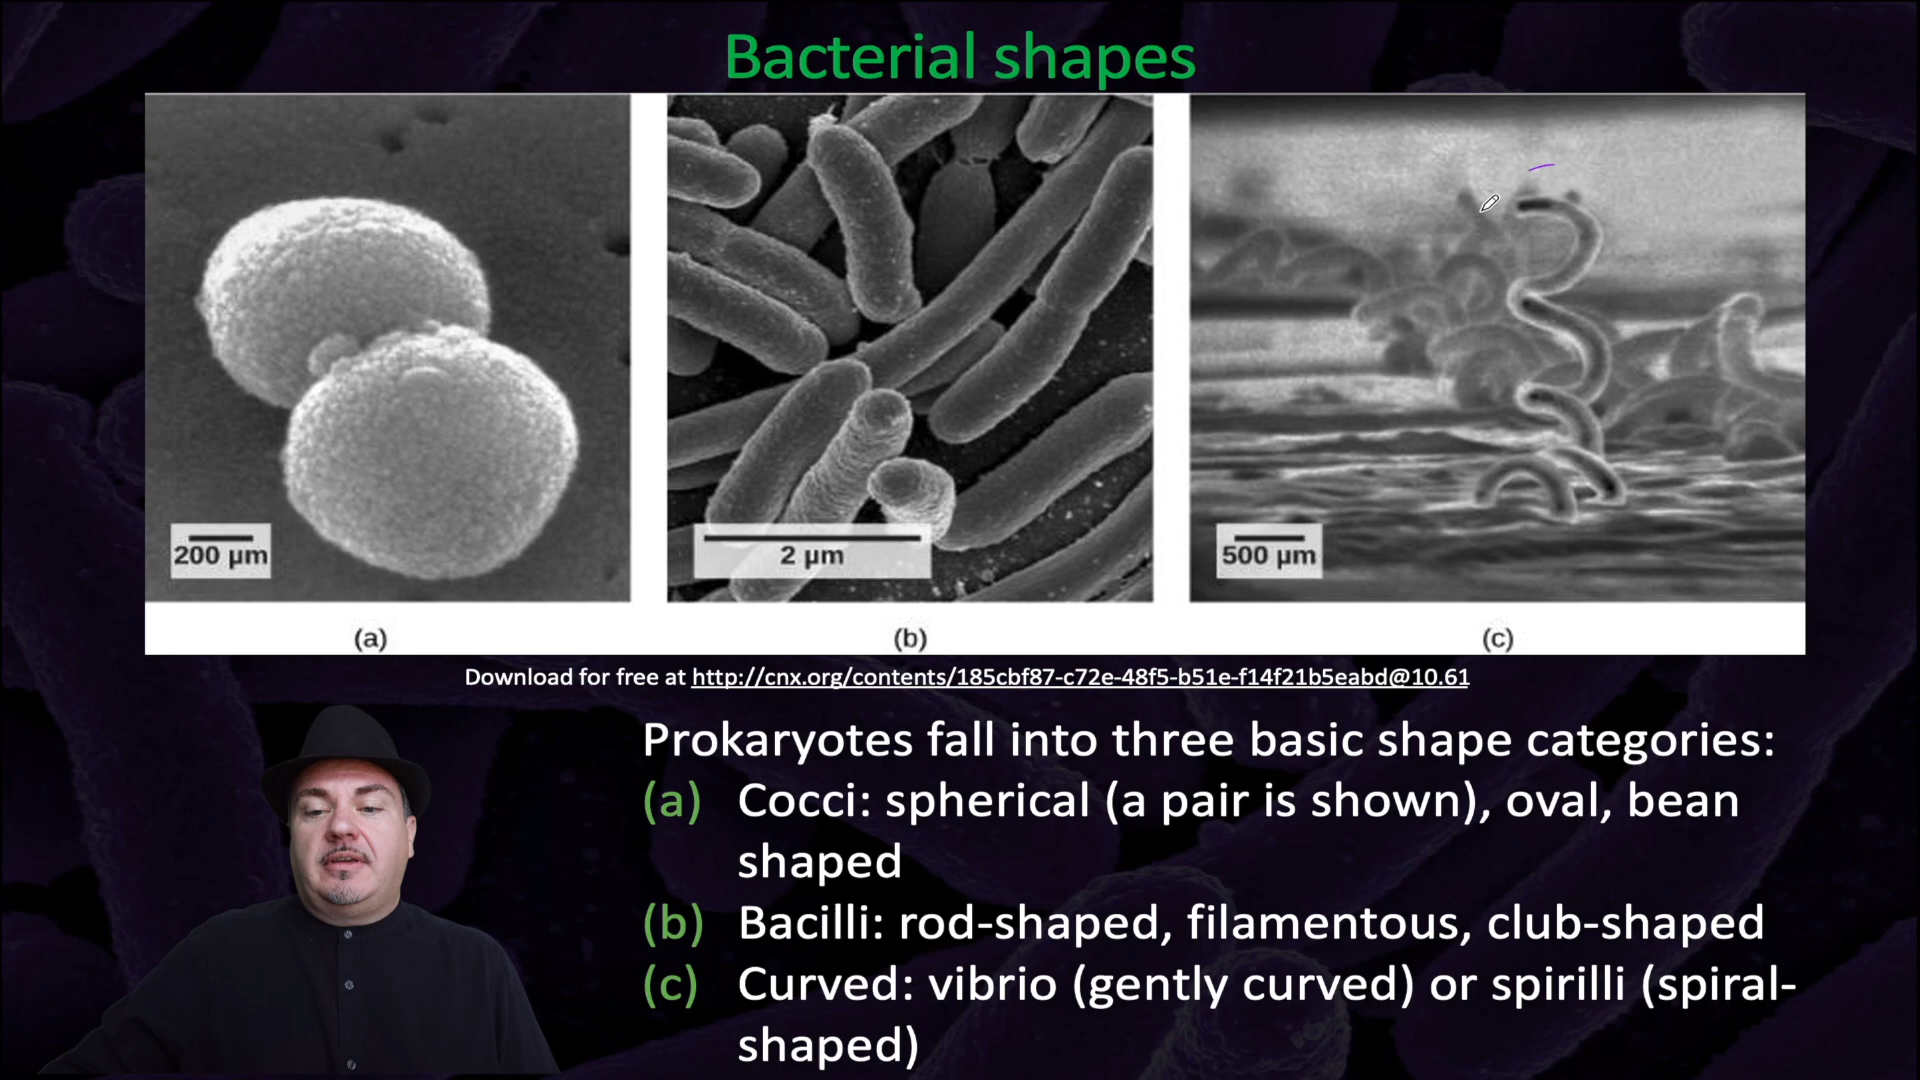 Bacterial shapes
200 μm
2 μm
500 μm
(a)
(b)
(c)
Download for free at http://cnx.org/contents/185cbf87-c72e-48f5-b51e-f14f21b5eabd@10.61
Prokaryotes fall into three basic shape categories:
(a) Cocci: spherical (a pair is shown), oval, bean
shaped
(b) Bacilli: rod-shaped, filamentous, club-shaped
(c) Curved: vibrio (gently curved) or spirilli (spiral-
shaped)